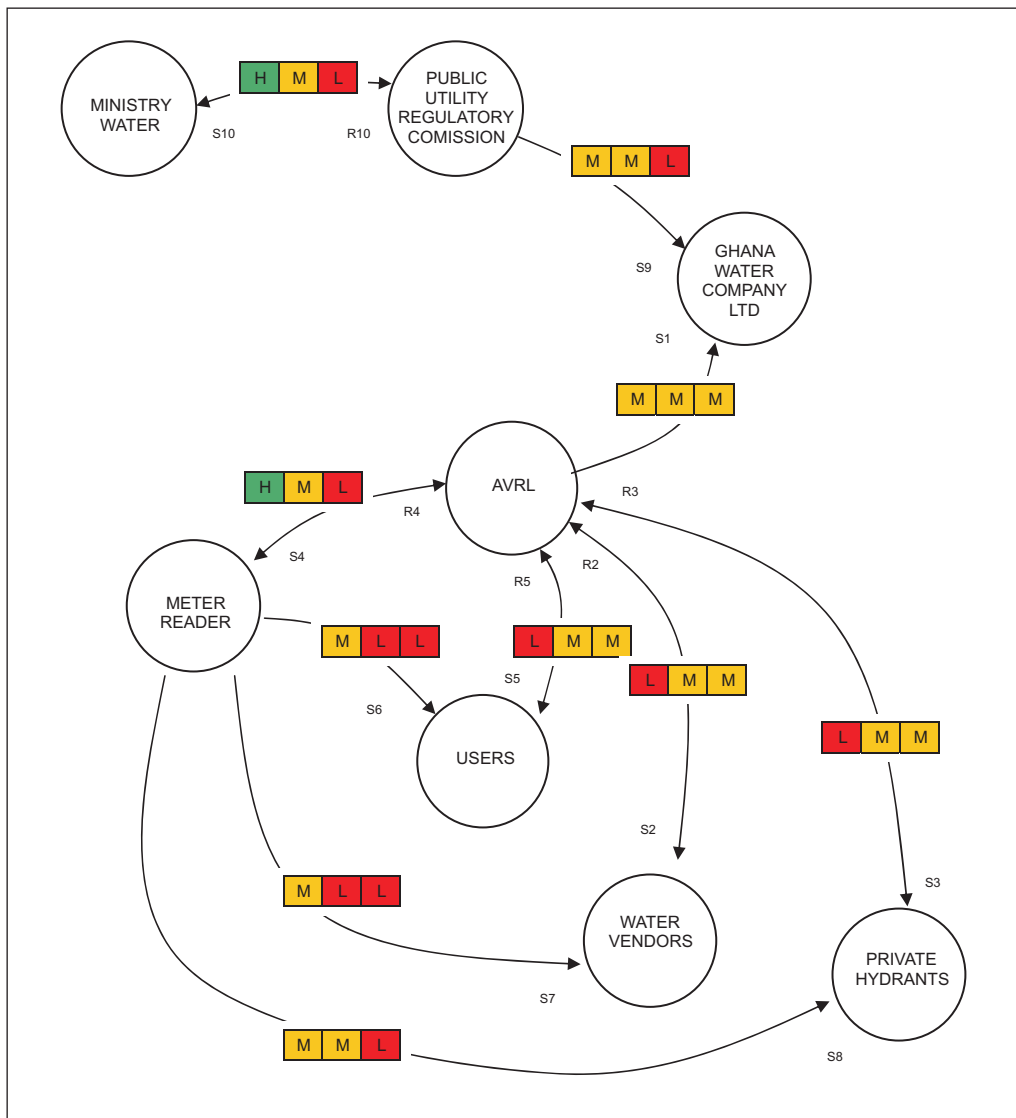 MINISTRY
WATER
H M L
S10
R10
PUBLIC
UTILITY
REGULATORY
COMISSION
M M L
S9
GHANA
WATER
COMPANY
LTD
S1
M M M
AVRL
H M L
R4
S4
R3
R2
R5
METER
READER
M L L
S6
L M M
S5
L M M
L M M
USERS
S2
S3
M L L
S7
WATER
VENDORS
PRIVATE
HYDRANTS
M M L
S8